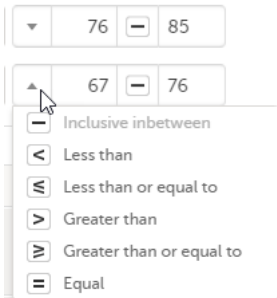 76 − 85
67 − 76
− Inclusive inbetween
< Less than
≤ Less than or equal to
> Greater than
≥ Greater than or equal to
= Equal